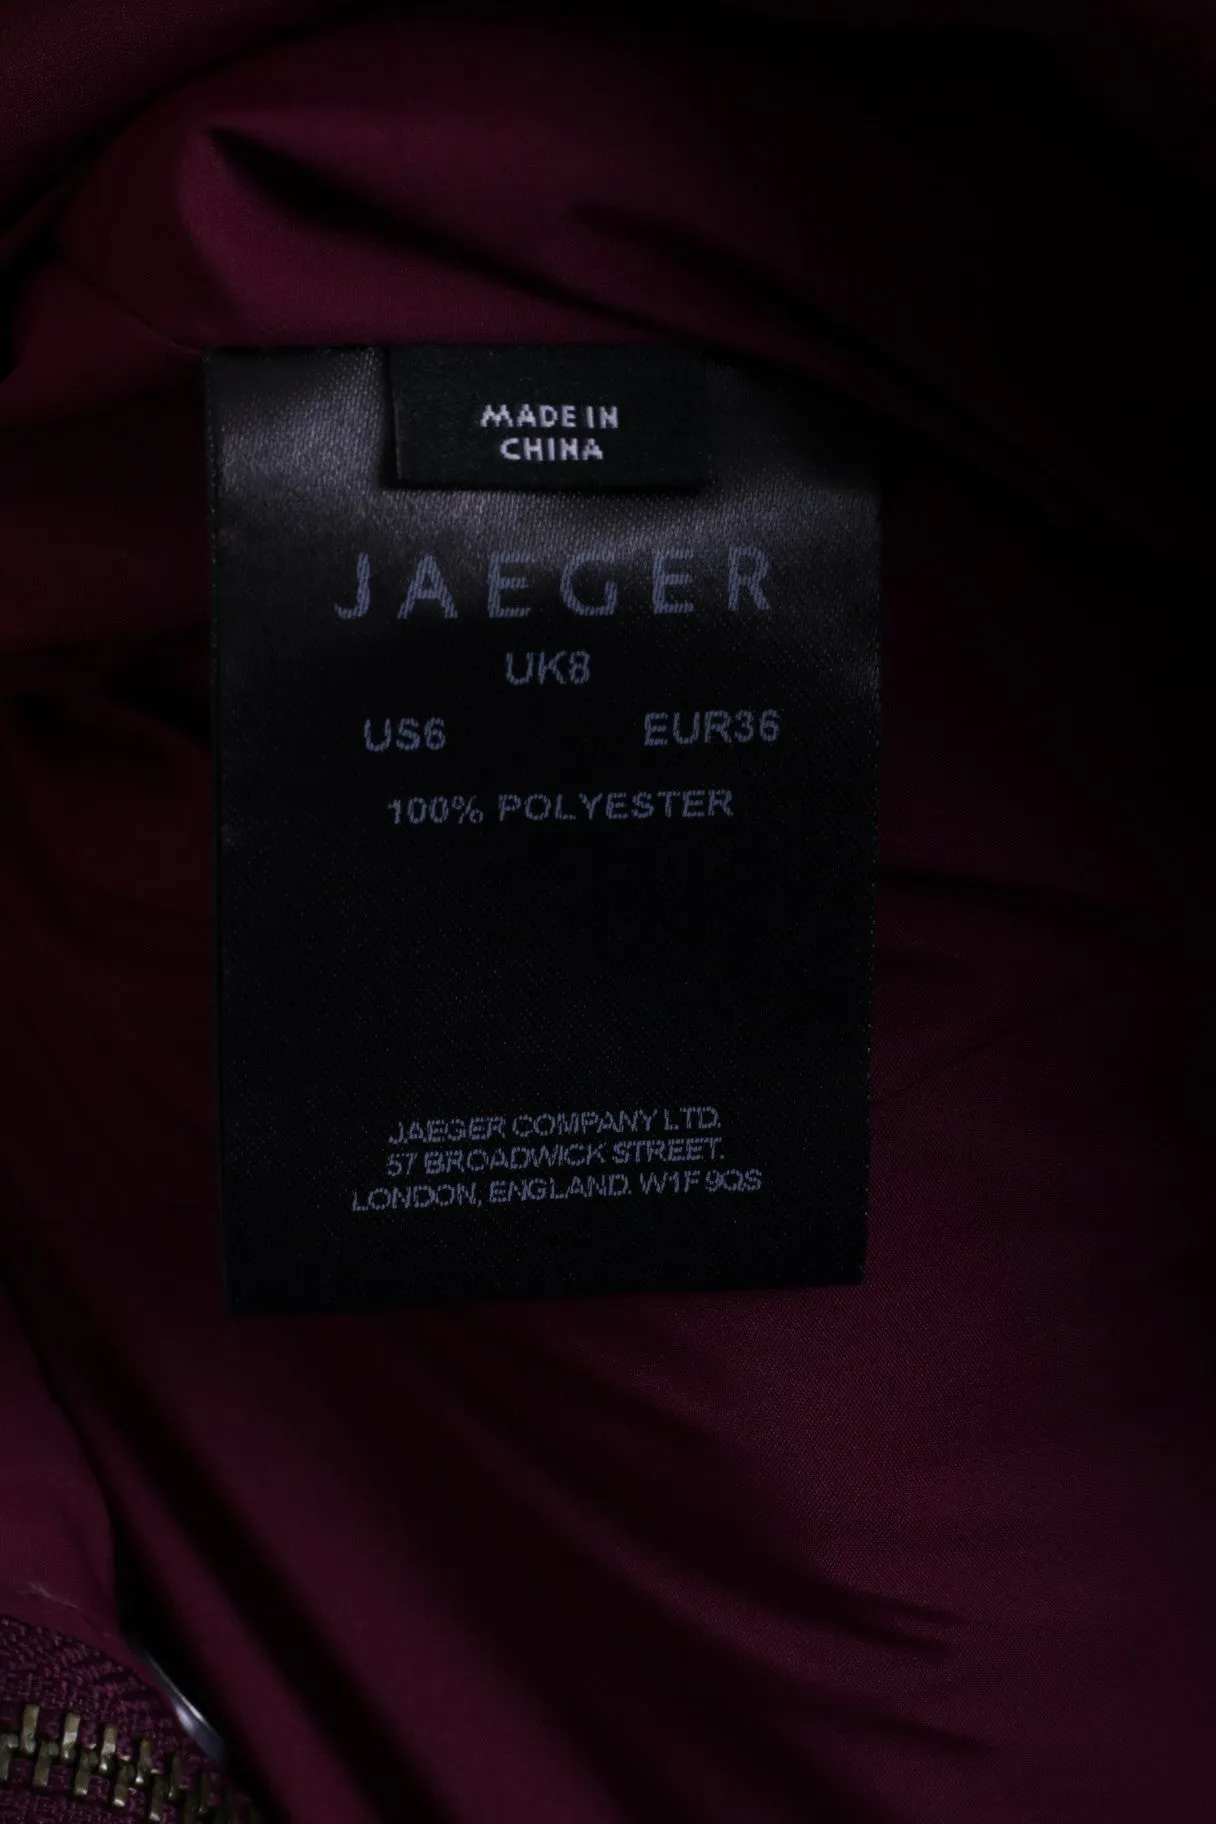 MADE IN
CHINA
JAEGER
UK8
US6 EUR36
100% POLYESTER
JAEGER COMPANY LTD.
57 BROADWICK STREET.
LONDON, ENGLAND. W1F 9QS